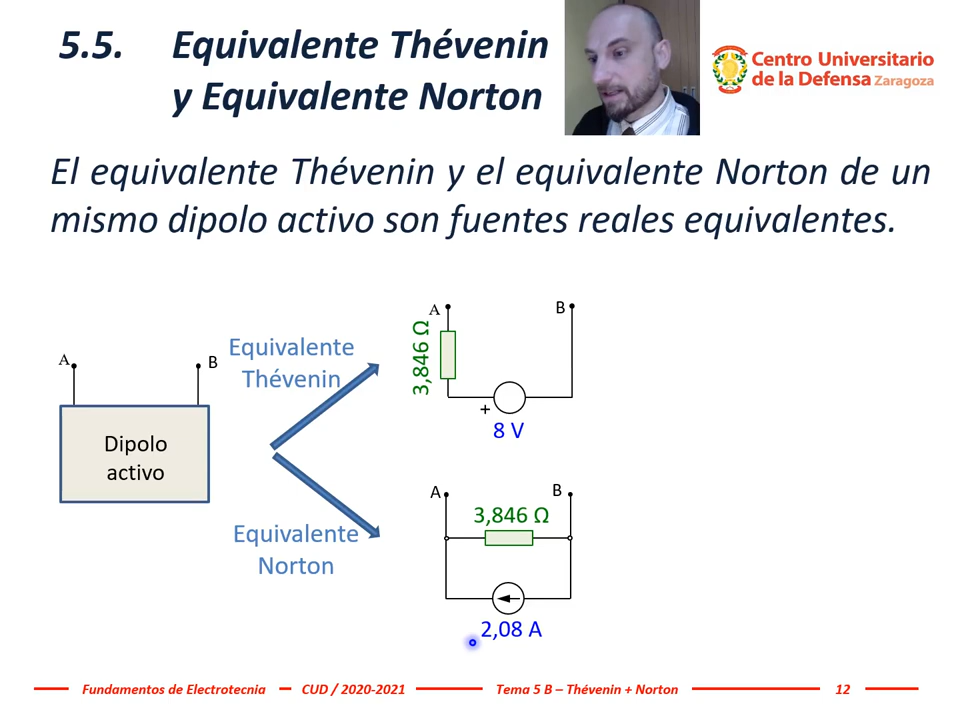 5.5. Equivalente Thévenin
y Equivalente Norton
Centro Universitario
de la Defensa Zaragoza
El equivalente Thévenin y el equivalente Norton de un
mismo dipolo activo son fuentes reales equivalentes.
A
B
Dipolo
activo
Equivalente
Thévenin
A
B
3,846 Ω
+
8 V
Equivalente
Norton
A
B
3,846 Ω
2,08 A
Fundamentos de Electrotecnia
CUD / 2020-2021
Tema 5 B – Thévenin + Norton
12